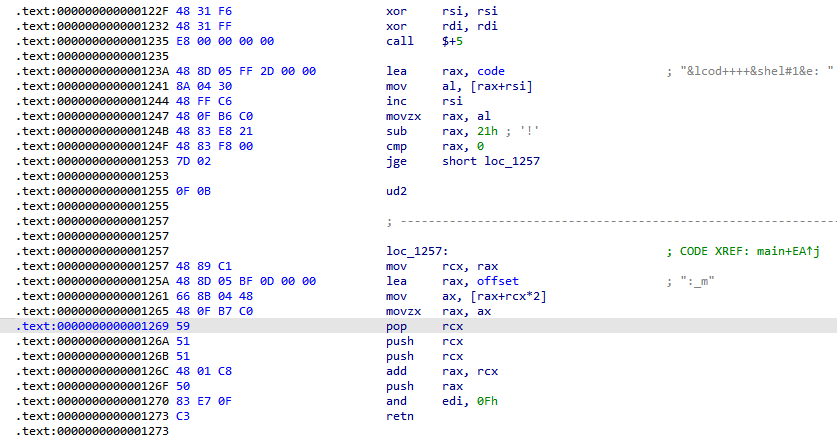 .text:000000000000122F 48 31 F6 xor rsi, rsi
.text:0000000000001232 48 31 FF xor rdi, rdi
.text:0000000000001235 E8 00 00 00 00 call $+5
.text:0000000000001235
.text:000000000000123A 48 8D 05 FF 2D 00 00 lea rax, code ; "&lcod++++&shel#1&e: "
.text:0000000000001241 8A 04 30 mov al, [rax+rsi]
.text:0000000000001244 48 FF C6 inc rsi
.text:0000000000001247 48 0F B6 C0 movzx rax, al
.text:000000000000124B 48 83 E8 21 sub rax, 21h ; '!'
.text:000000000000124F 48 83 F8 00 cmp rax, 0
.text:0000000000001253 7D 02 jge short loc_1257
.text:0000000000001253
.text:0000000000001255 0F 0B ud2
.text:0000000000001255
.text:0000000000001257 ; ---------------------------------------------------------------------------
.text:0000000000001257
.text:0000000000001257 loc_1257: ; CODE XREF: main+EA↑j
.text:0000000000001257 48 89 C1 mov rcx, rax
.text:000000000000125A 48 8D 05 BF 0D 00 00 lea rax, offset ; ":_m"
.text:0000000000001261 66 8B 04 48 mov ax, [rax+rcx*2]
.text:0000000000001265 48 0F B7 C0 movzx rax, ax
.text:0000000000001269 59 pop rcx
.text:000000000000126A 51 push rcx
.text:000000000000126B 51 push rcx
.text:000000000000126C 48 01 C8 add rax, rcx
.text:000000000000126F 50 push rax
.text:0000000000001270 83 E7 0F and edi, 0Fh
.text:0000000000001273 C3 retn
.text:0000000000001273